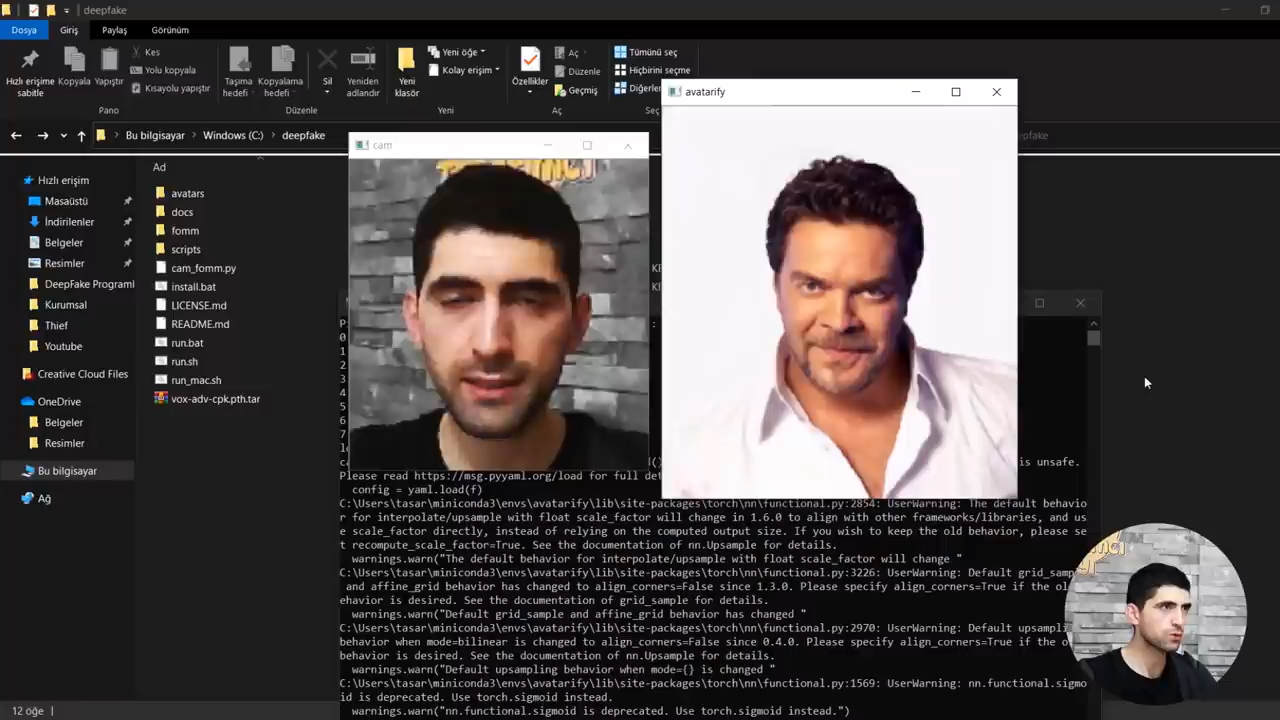 deepfake
Dosya
Giriş
Paylaş
Görünüm
Hızlı erişime
sabitle
Kopyala
Yapıştır
Kes
Yolu kopyala
Kısayolu yapıştır
Pano
Taşıma
hedefi
Kopyalama
hedefi
Sil
Yeniden
adlandır
Düzenle
Yeni
klasör
Yeni öğe
Kolay erişim
Yeni
Özellikler
Aç
Düzenle
Geçmiş
Aç
Tümünü seç
Hiçbirini seçme
Diğerlerini
Seç
Bu bilgisayar
Windows (C:)
deepfake
Ad
Hızlı erişim
Masaüstü
İndirilenler
Belgeler
Resimler
DeepFake Programl
Kurumsal
Thief
Youtube
Creative Cloud Files
OneDrive
Belgeler
Resimler
Bu bilgisayar
Ağ
avatars
docs
fomm
scripts
cam_fomm.py
install.bat
LICENSE.md
README.md
run.bat
run.sh
run_mac.sh
vox-adv-cpk.pth.tar
cam
avatarify
is unsafe.
Please read https://msg.pyyaml.org/load for full det
config = yaml.load(f)
C:\Users\tasar\miniconda3\envs\avatarify\lib\site-packages\torch\nn\functional.py:2854: UserWarning: The default behavio
r for interpolate/upsample with float scale_factor will change in 1.6.0 to align with other frameworks/libraries, and us
e scale_factor directly, instead of relying on the computed output size. If you wish to keep the old behavior, please se
t recompute_scale_factor=True. See the documentation of nn.Upsample for details.
warnings.warn("The default behavior for interpolate/upsample with float scale_factor will change "
C:\Users\tasar\miniconda3\envs\avatarify\lib\site-packages\torch\nn\functional.py:3226: UserWarning: Default grid_samp
and affine_grid behavior has changed to align_corners=False since 1.3.0. Please specify align_corners=True if the ol
ehavior is desired. See the documentation of grid_sample for details.
warnings.warn("Default grid_sample and affine_grid behavior has changed "
C:\Users\tasar\miniconda3\envs\avatarify\lib\site-packages\torch\nn\functional.py:2970: UserWarning: Default upsampli
behavior when mode=bilinear is changed to align_corners=False since 0.4.0. Please specify align_corners=True if the o
behavior is desired. See the documentation of nn.Upsample for details.
warnings.warn("Default upsampling behavior when mode={} is changed "
C:\Users\tasar\miniconda3\envs\avatarify\lib\site-packages\torch\nn\functional.py:1569: UserWarning: nn.functional.sigmo
id is deprecated. Use torch.sigmoid instead.
warnings.warn("nn.functional.sigmoid is deprecated. Use torch.sigmoid instead.")
12 öğe